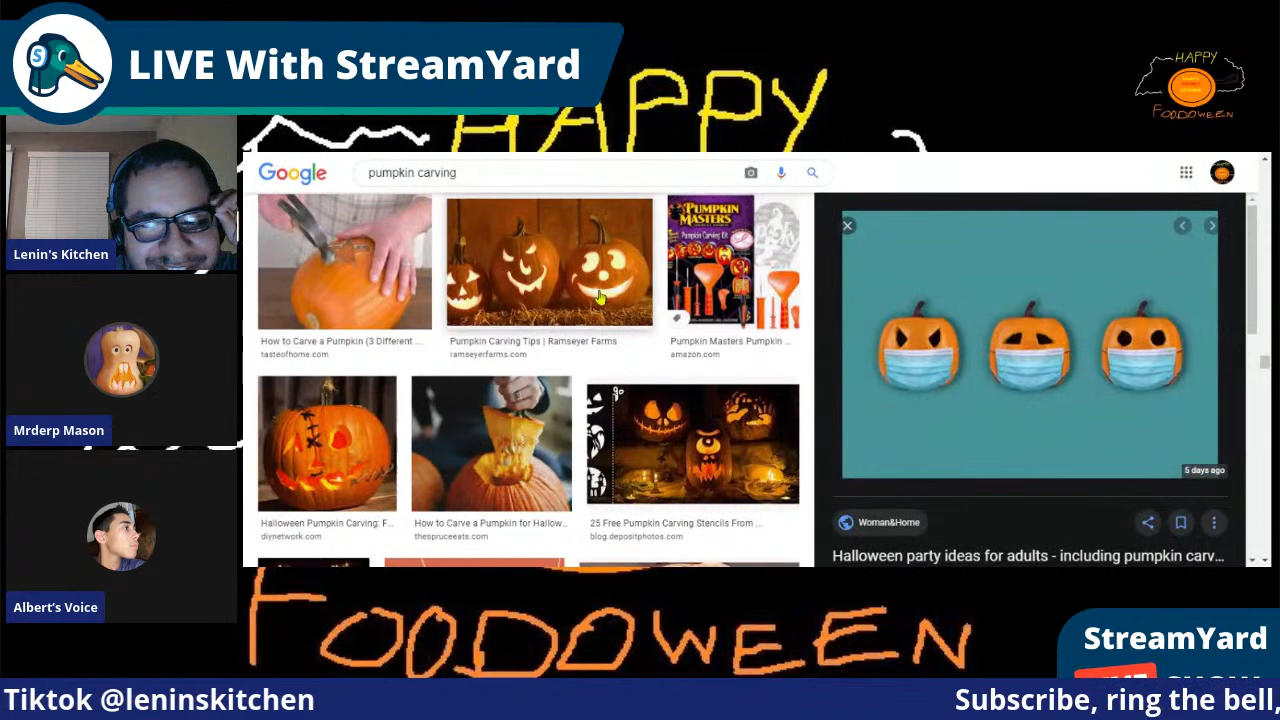 LIVE With StreamYard
HAPPY
HAPPY
FOODOWEEN
Google
pumpkin carving
Lenin's Kitchen
Mrderp Mason
Albert's Voice
PUMPKIN
MASTERS
Pumpkin Carving Kit
How to Carve a Pumpkin (3 Different ...
tasteofhome.com
Pumpkin Carving Tips | Ramseyer Farms
ramseyerfarms.com
Pumpkin Masters Pumpkin ...
amazon.com
Halloween Pumpkin Carving: F...
diynetwork.com
How to Carve a Pumpkin for Hallow...
thespruceeats.com
25 Free Pumpkin Carving Stencils From ...
blog.depositphotos.com
5 days ago
Woman&Home
Halloween party ideas for adults - including pumpkin carv...
FOODOWEEN
StreamYard
Tiktok @leninskitchen
Subscribe, ring the bell,